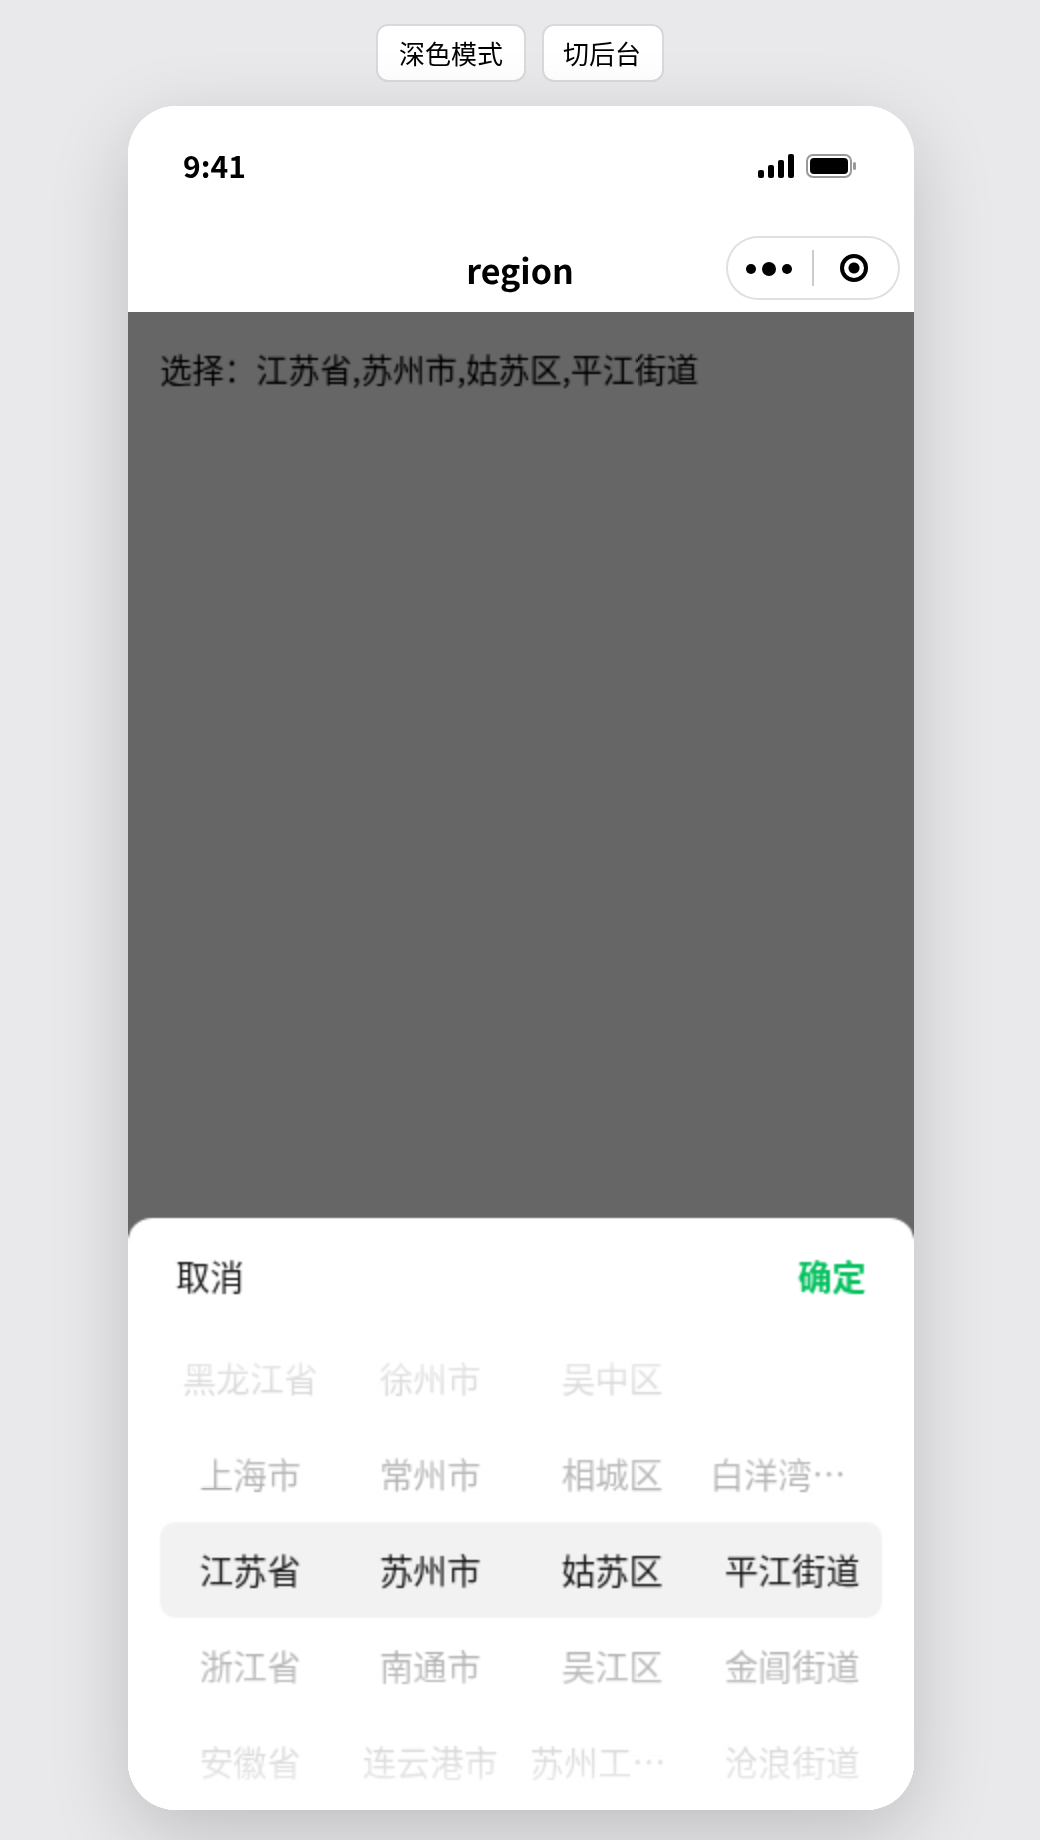 深色模式 切后台
9:41
region
选择：江苏省,苏州市,姑苏区,平江街道
取消 确定
黑龙江省 徐州市 吴中区
上海市 常州市 相城区 白洋湾…
江苏省 苏州市 姑苏区 平江街道
浙江省 南通市 吴江区 金阊街道
安徽省 连云港市 苏州工… 沧浪街道